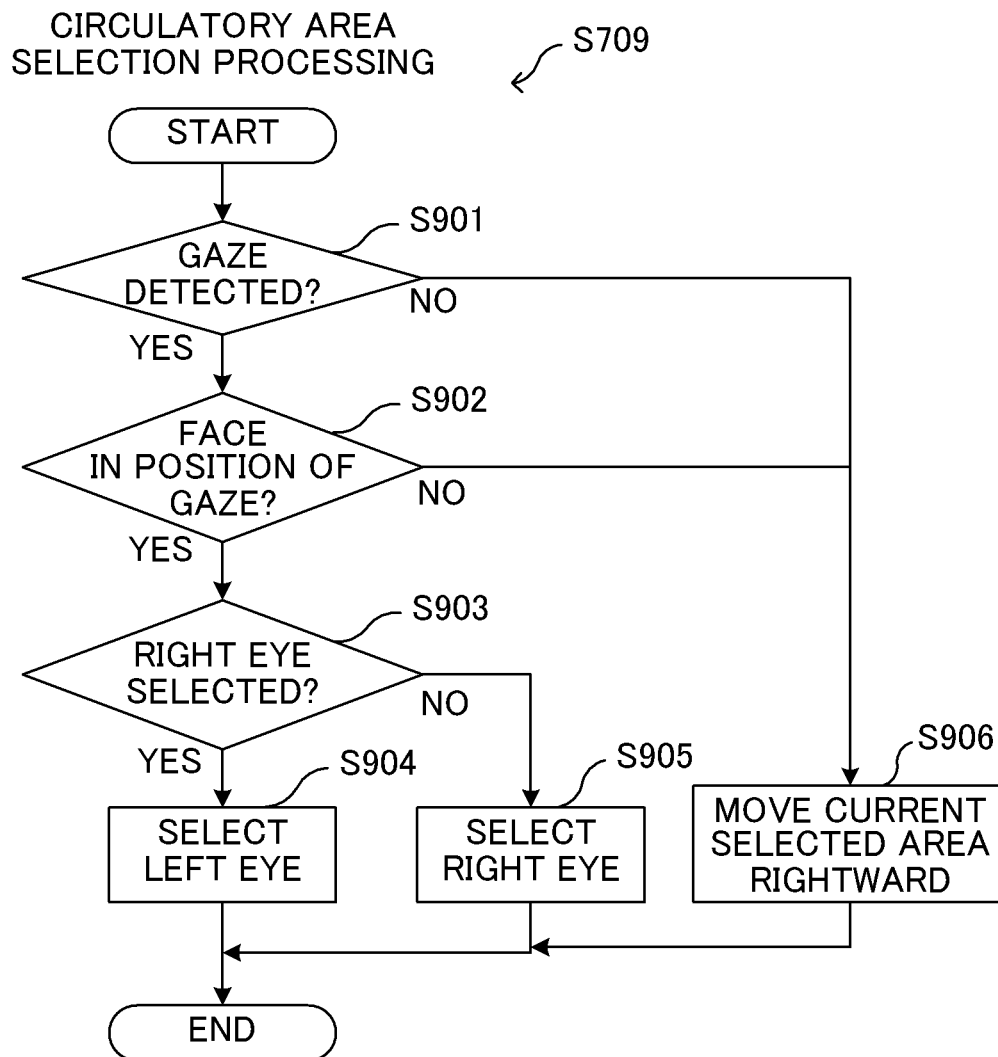 CIRCULATORY AREA
SELECTION PROCESSING
S709
START
S901
GAZE
DETECTED?
NO
YES
S902
FACE
IN POSITION OF
GAZE?
NO
YES
S903
RIGHT EYE
SELECTED?
NO
YES
S904
SELECT
LEFT EYE
S905
SELECT
RIGHT EYE
S906
MOVE CURRENT
SELECTED AREA
RIGHTWARD
END